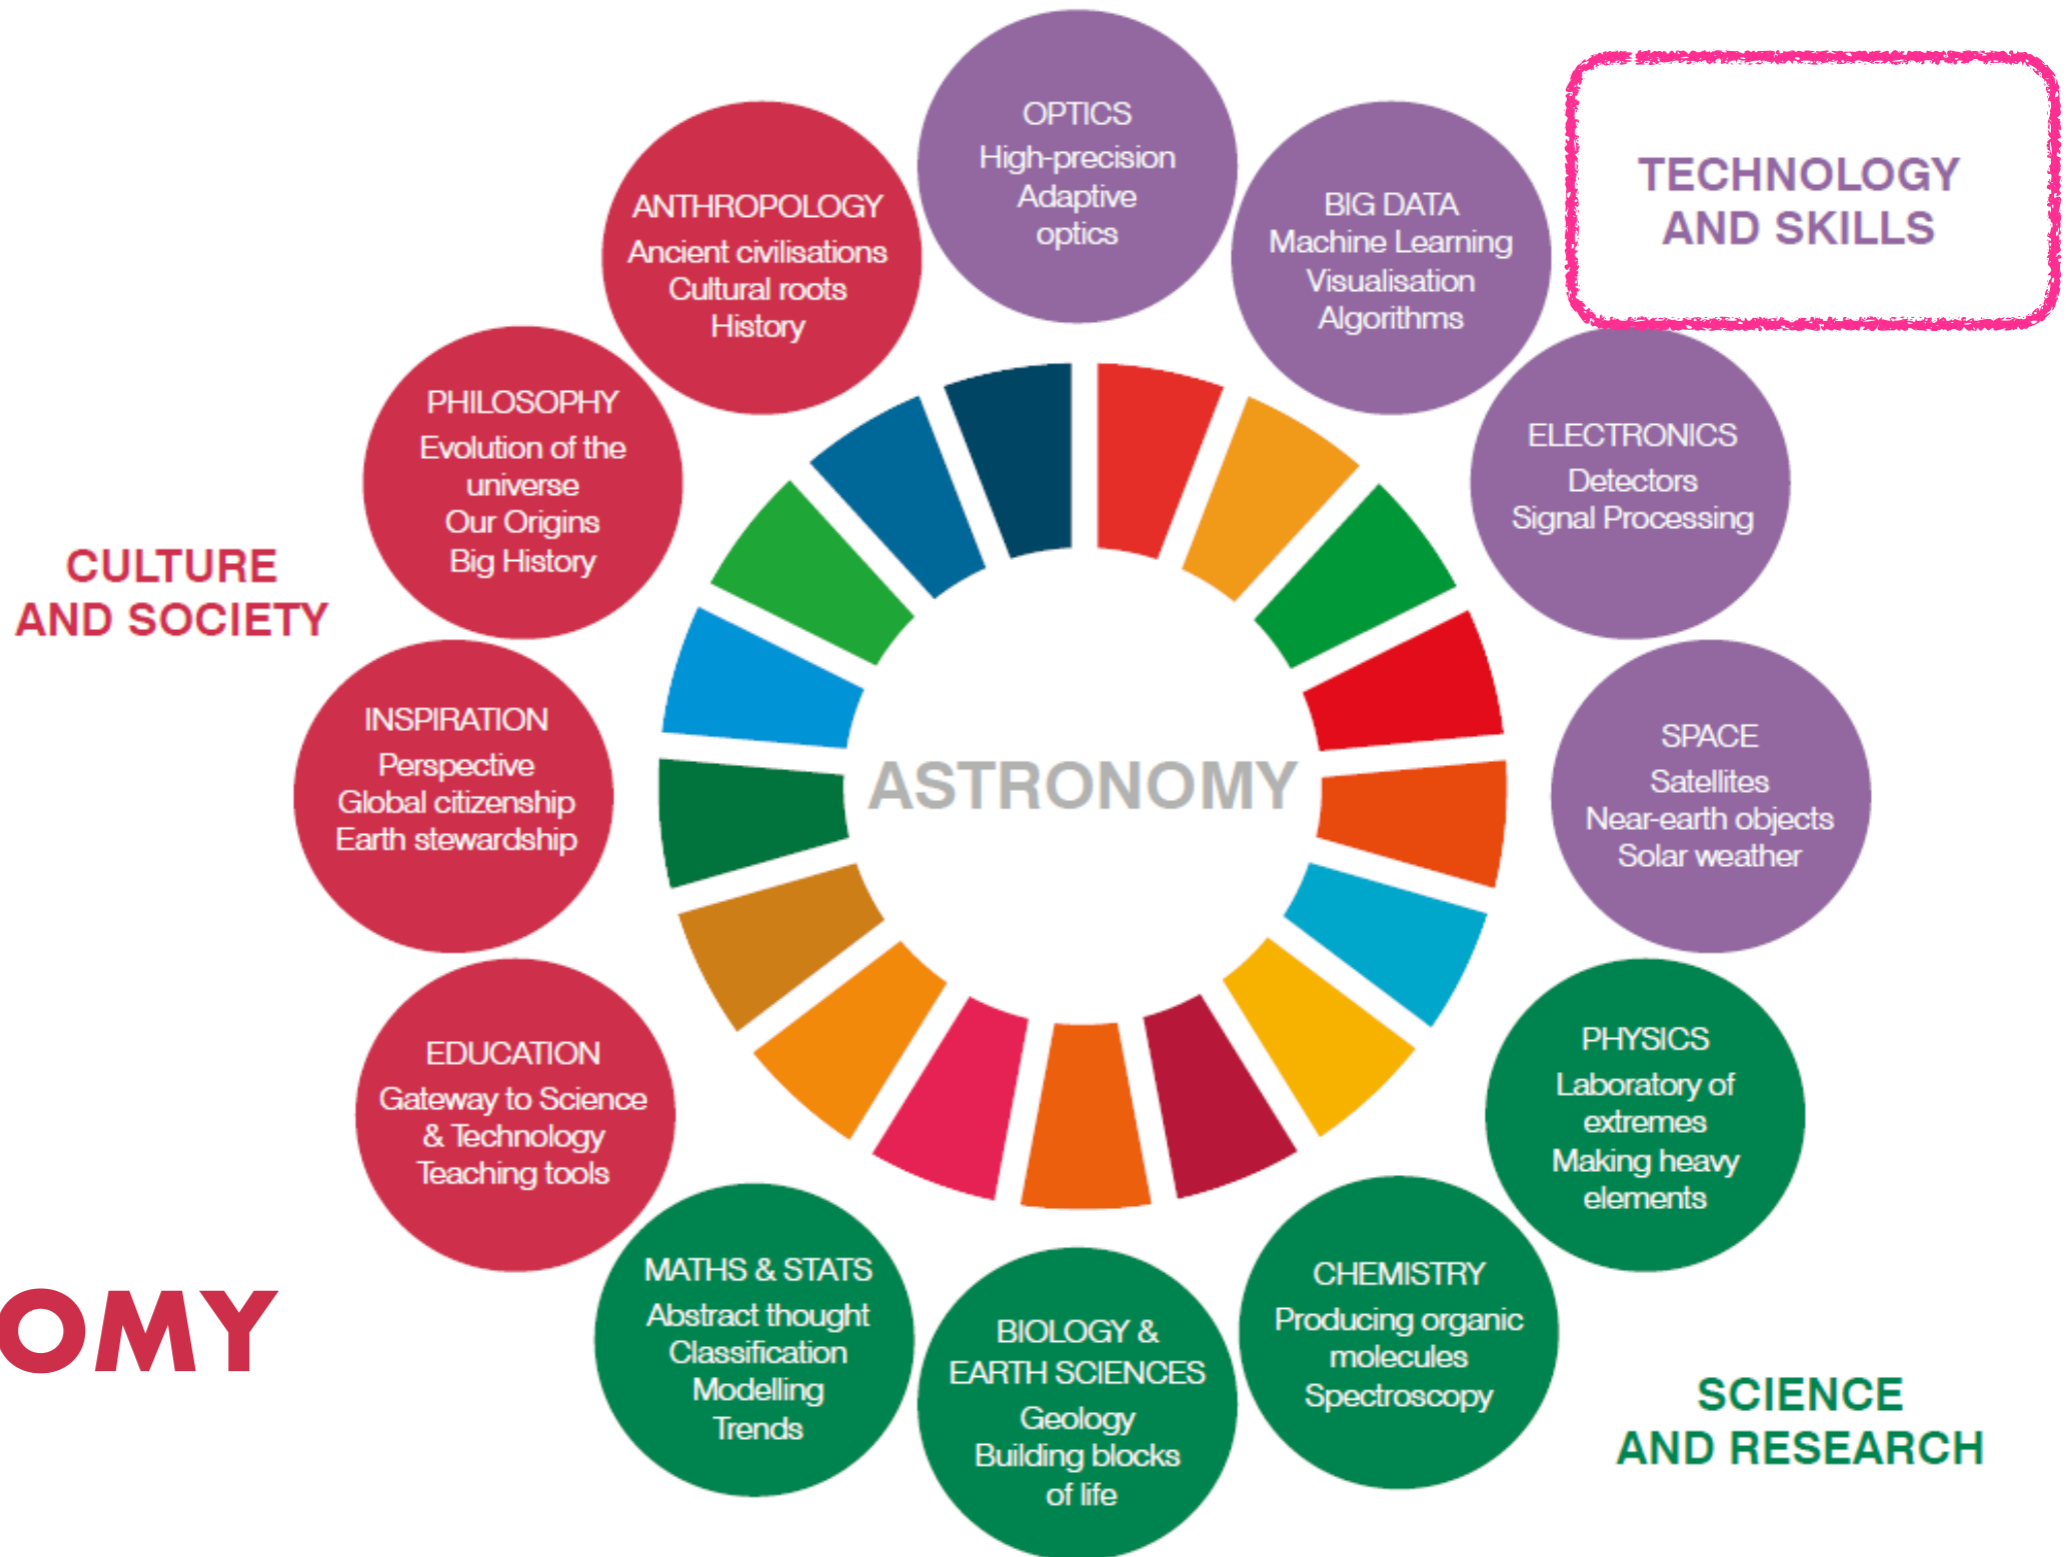 OPTICS
High-precision
Adaptive
optics
BIG DATA
Machine Learning
Visualisation
Algorithms
TECHNOLOGY
AND SKILLS
ELECTRONICS
Detectors
Signal Processing
SPACE
Satellites
Near-earth objects
Solar weather
PHYSICS
Laboratory of
extremes
Making heavy
elements
CHEMISTRY
Producing organic
molecules
Spectroscopy
SCIENCE
AND RESEARCH
BIOLOGY &
EARTH SCIENCES
Geology
Building blocks
of life
MATHS & STATS
Abstract thought
Classification
Modelling
Trends
EDUCATION
Gateway to Science
& Technology
Teaching tools
INSPIRATION
Perspective
Global citizenship
Earth stewardship
CULTURE
AND SOCIETY
PHILOSOPHY
Evolution of the
universe
Our Origins
Big History
ANTHROPOLOGY
Ancient civilisations
Cultural roots
History
ASTRONOMY
OMY